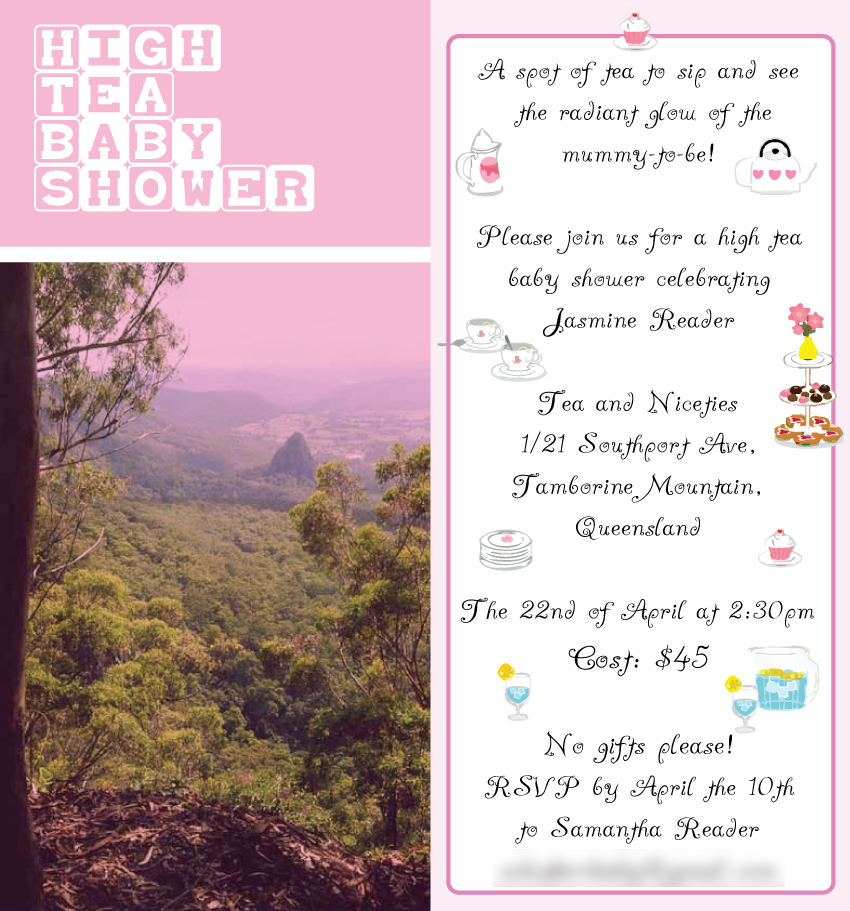 HIGH
TEA
BABY
SHOWER
A spot of tea to sip and see
the radiant glow of the
mummy-to-be!
Please join us for a high tea
baby shower celebrating
Jasmine Reader
Tea and Niceties
1/21 Southport Ave,
Tamborine Mountain,
Queensland
The 22nd of April at 2:30pm
Cost: $45
No gifts please!
RSVP by April the 10th
to Samantha Reader